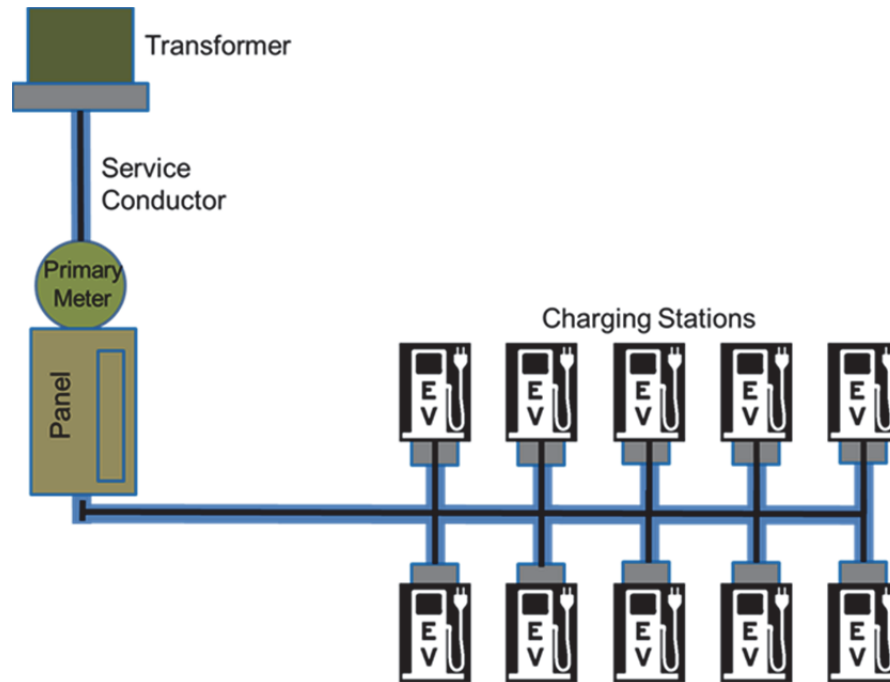 Transformer
Service
Conductor
Primary
Meter
Panel
Charging Stations
E
V
E
V
E
V
E
V
E
V
E
V
E
V
E
V
E
V
E
V